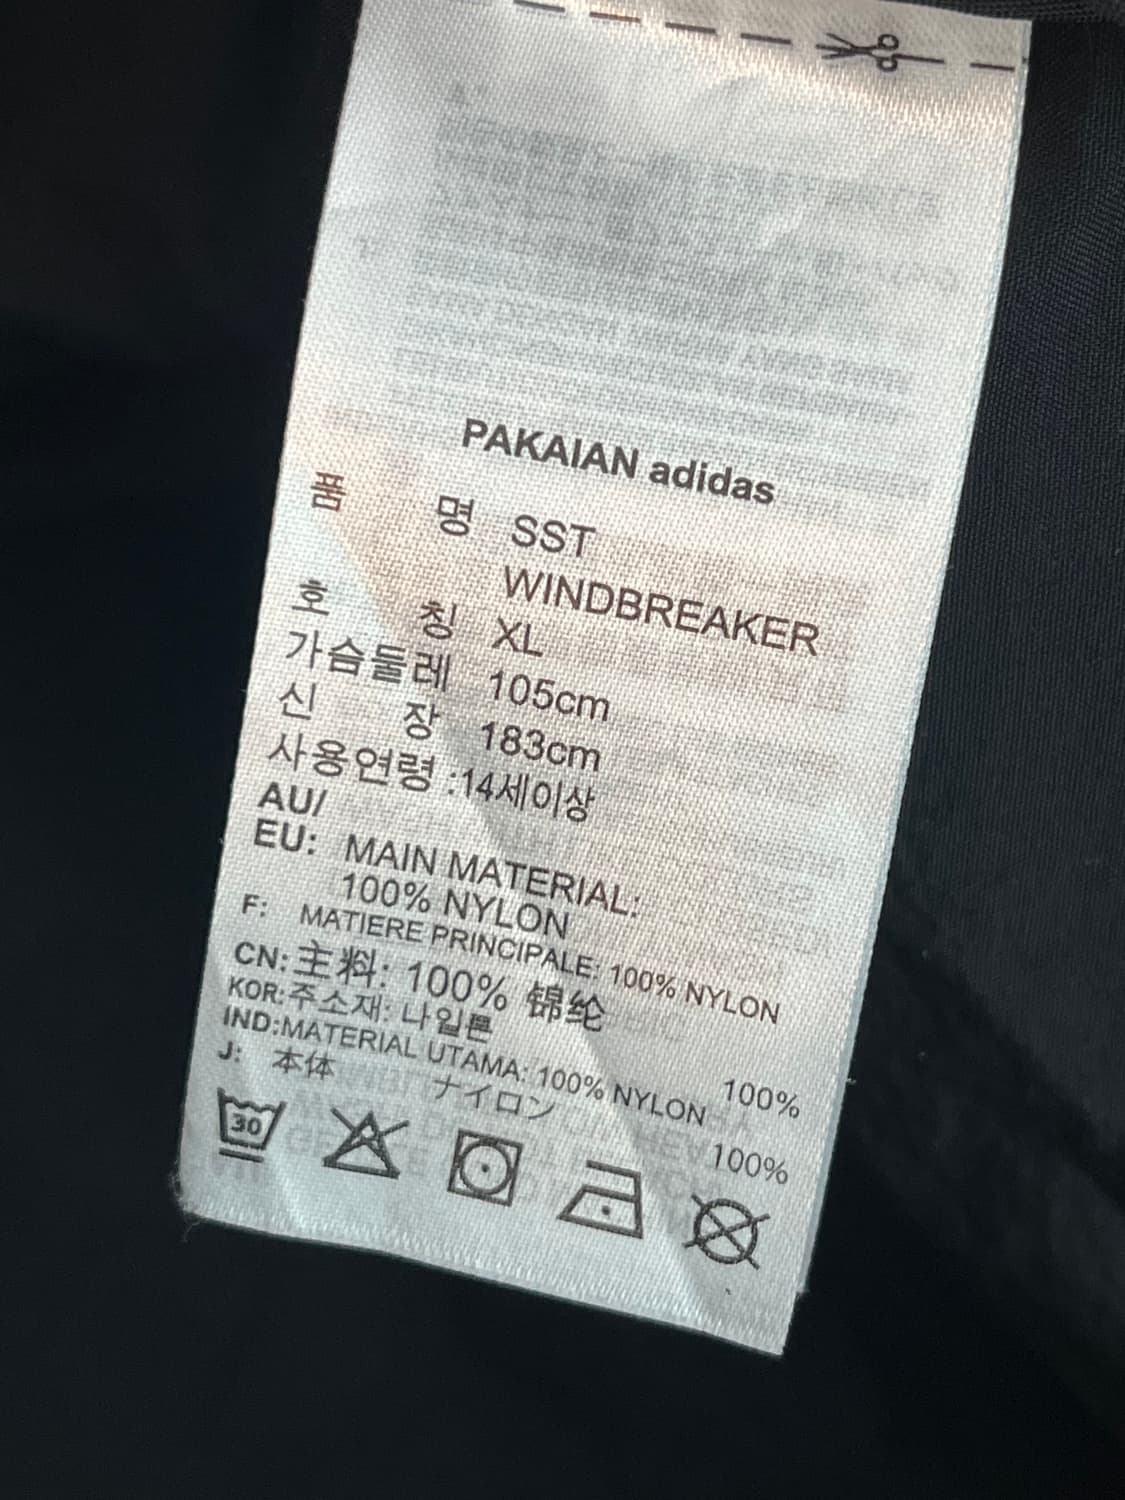 PAKAIAN adidas
품 명 SST
WINDBREAKER
호 칭 XL
가슴둘레 105cm
신 장 183cm
사용연령 :14세이상
AU/
EU: MAIN MATERIAL:
100% NYLON
F: MATIERE PRINCIPALE: 100% NYLON
CN:主料: 100% 锦纶
KOR:주소재: 나일론 100%
IND:MATERIAL UTAMA: 100% NYLON
J: 本体 ナイロン 100%
30